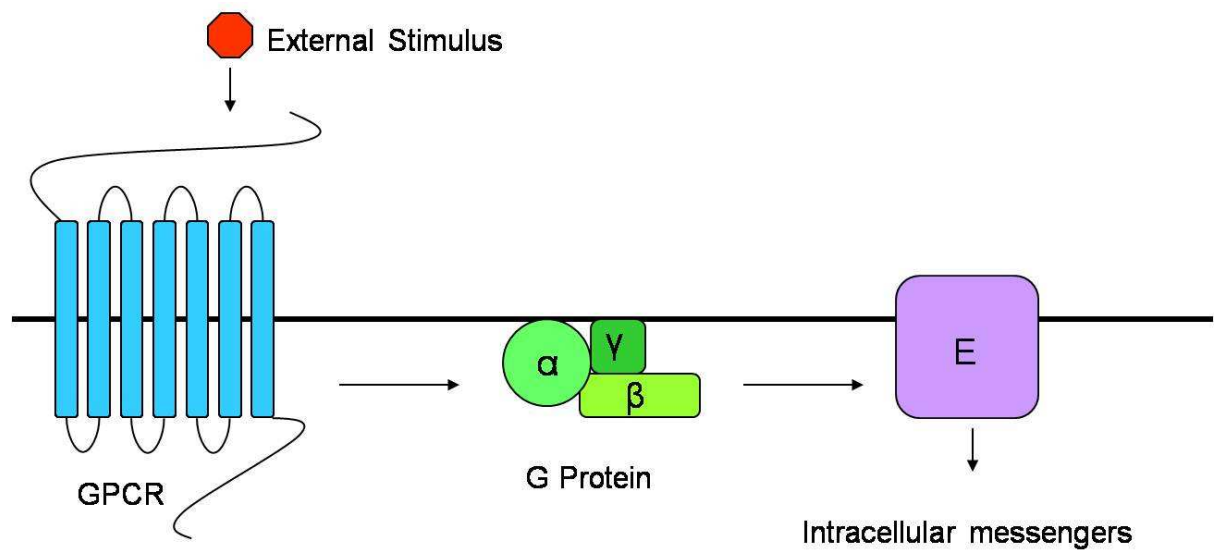 External Stimulus
α
γ
β
E
GPCR
G Protein
Intracellular messengers